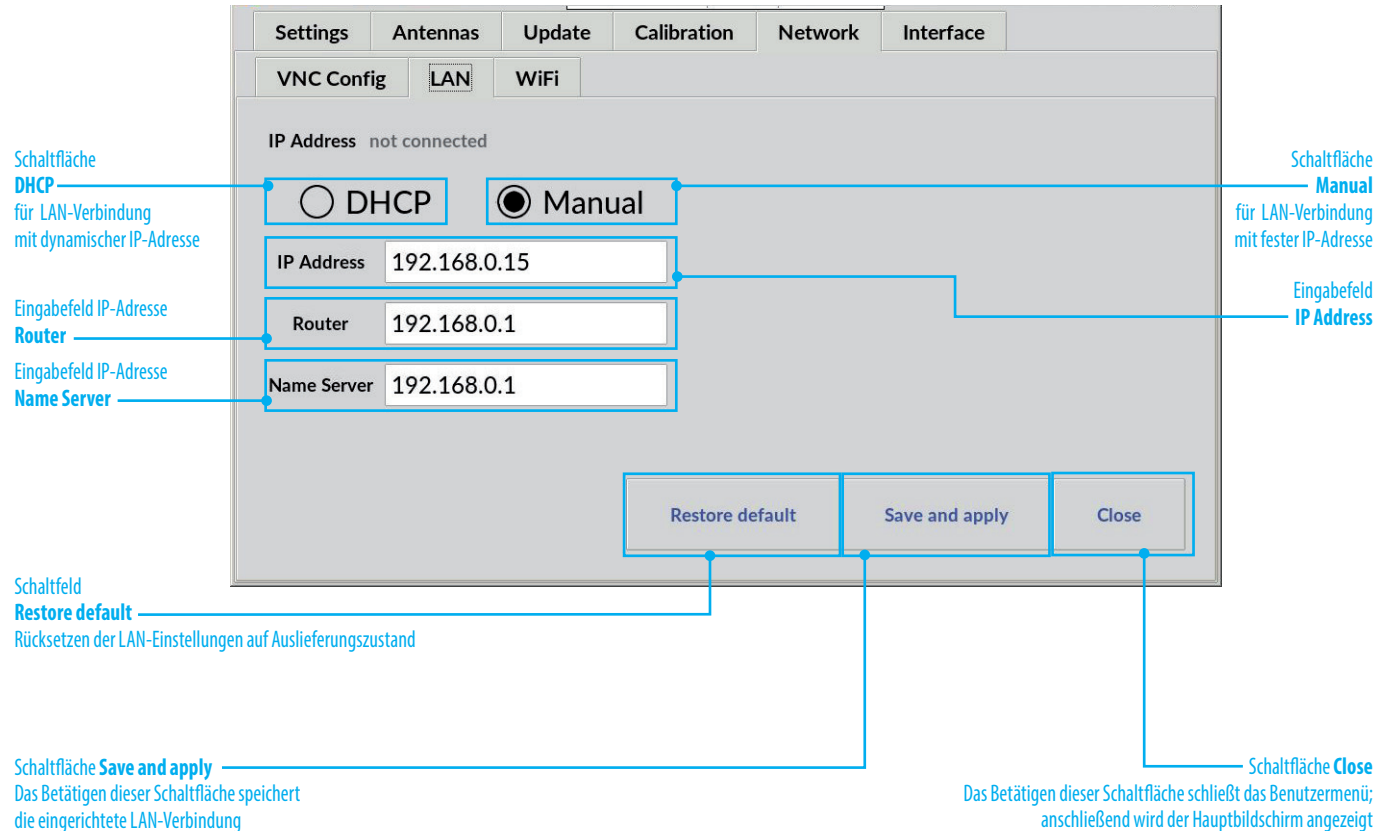 Settings Antennas Update Calibration Network Interface
VNC Config LAN WiFi
IP Address not connected
DHCP Manual
IP Address 192.168.0.15
Router 192.168.0.1
Name Server 192.168.0.1
Restore default Save and apply Close
Schaltfläche
DHCP
für LAN-Verbindung
mit dynamischer IP-Adresse
Eingabefeld IP-Adresse
Router
Eingabefeld IP-Adresse
Name Server
Schaltfläche
Manual
für LAN-Verbindung
mit fester IP-Adresse
Eingabefeld
IP Address
Schaltfeld
Restore default
Rücksetzen der LAN-Einstellungen auf Auslieferungszustand
Schaltfläche Save and apply
Das Betätigen dieser Schaltfläche speichert
die eingerichtete LAN-Verbindung
Schaltfläche Close
Das Betätigen dieser Schaltfläche schließt das Benutzermenü;
anschließend wird der Hauptbildschirm angezeigt